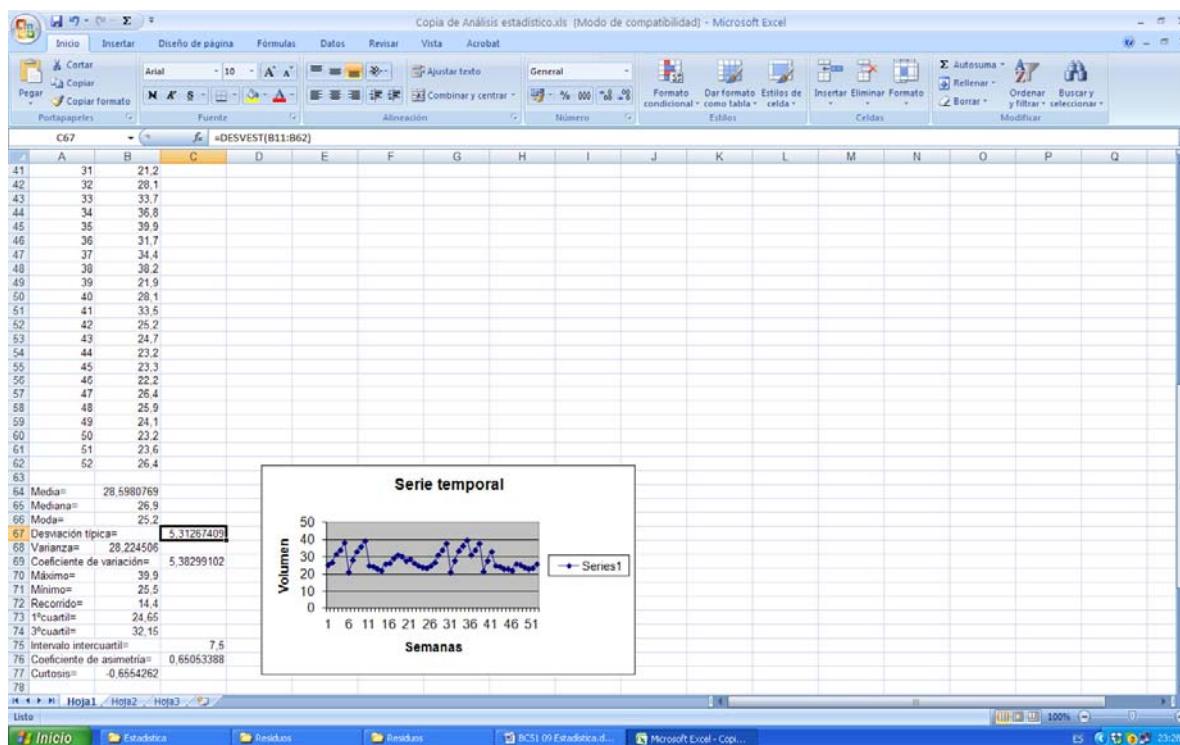 Copia de Análisis estadístico.xls [Modo de compatibilidad] - Microsoft Excel
Inicio Insertar Diseño de página Fórmulas Datos Revisar Vista Acrobat
Pegar
Cortar
Copiar
Copiar formato
Portapapeles
Arial 10
N K S
Fuente
Ajustar texto
Combinar y centrar
Alineación
General
% 000
Número
Formato condicional
Dar formato como tabla
Estilos de celda
Estilos
Insertar Eliminar Formato
Celdas
Autosuma
Rellenar
Borrar
Ordenar y filtrar
Buscar y seleccionar
Modificar
C67 fx =DESVEST(B11:B62)
A B C D E F G H I J K L M N O P Q
41 31 21,2
42 32 28,1
43 33 33,7
44 34 36,8
45 35 39,9
46 36 31,7
47 37 34,4
48 38 38,2
49 39 21,9
50 40 28,1
51 41 33,5
52 42 25,2
53 43 24,7
54 44 23,2
55 45 23,3
56 46 22,2
57 47 26,4
58 48 25,9
59 49 24,1
60 50 23,2
61 51 23,6
62 52 26,4
63
64 Media= 28,5980769
65 Mediana= 26,9
66 Moda= 25,2
67 Desviación típica= 5,31267409
68 Varianza= 28,224506
69 Coeficiente de variación= 5,38299102
70 Máximo= 39,9
71 Mínimo= 25,5
72 Recorrido= 14,4
73 1ºcuartil= 24,65
74 3ºcuartil= 32,15
75 Intervalo intercuartil= 7,5
76 Coeficiente de asimetría= 0,65053388
77 Curtosis= -0,6554262
78
Serie temporal
Volumen
50
40
30
20
10
0
1 6 11 16 21 26 31 36 41 46 51
Semanas
Series1
Hoja1 Hoja2 Hoja3
Listo
100%
Inicio
Estadistica
Residuos
Residuos
BC51 09 Estadistica.d...
Microsoft Excel - Copi...
ES
23:28